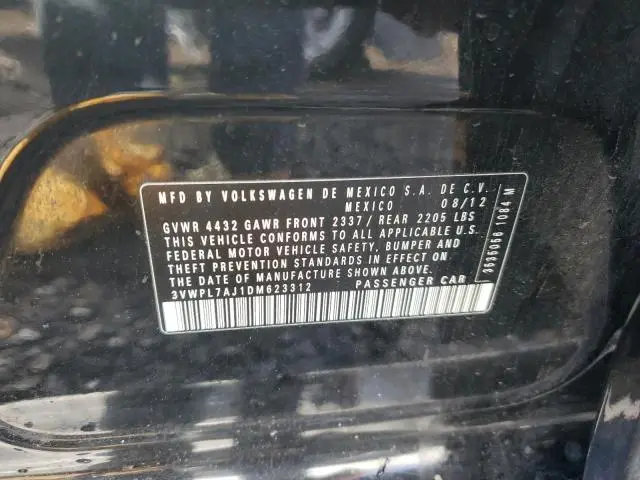 MFD BY VOLKSWAGEN DE MEXICO S.A. DE C.V.
MEXICO 08/12
GVWR 4432 GAWR FRONT 2337/ REAR 2205 LBS
THIS VEHICLE CONFORMS TO ALL APPLICABLE U.S.
FEDERAL MOTOR VEHICLE SAFETY, BUMPER AND
THEFT PREVENTION STANDARDS IN EFFECT ON
THE DATE OF MANUFACTURE SHOWN ABOVE.
3VWPL7AJ1DM623312 PASSENGER CAR
1084 M